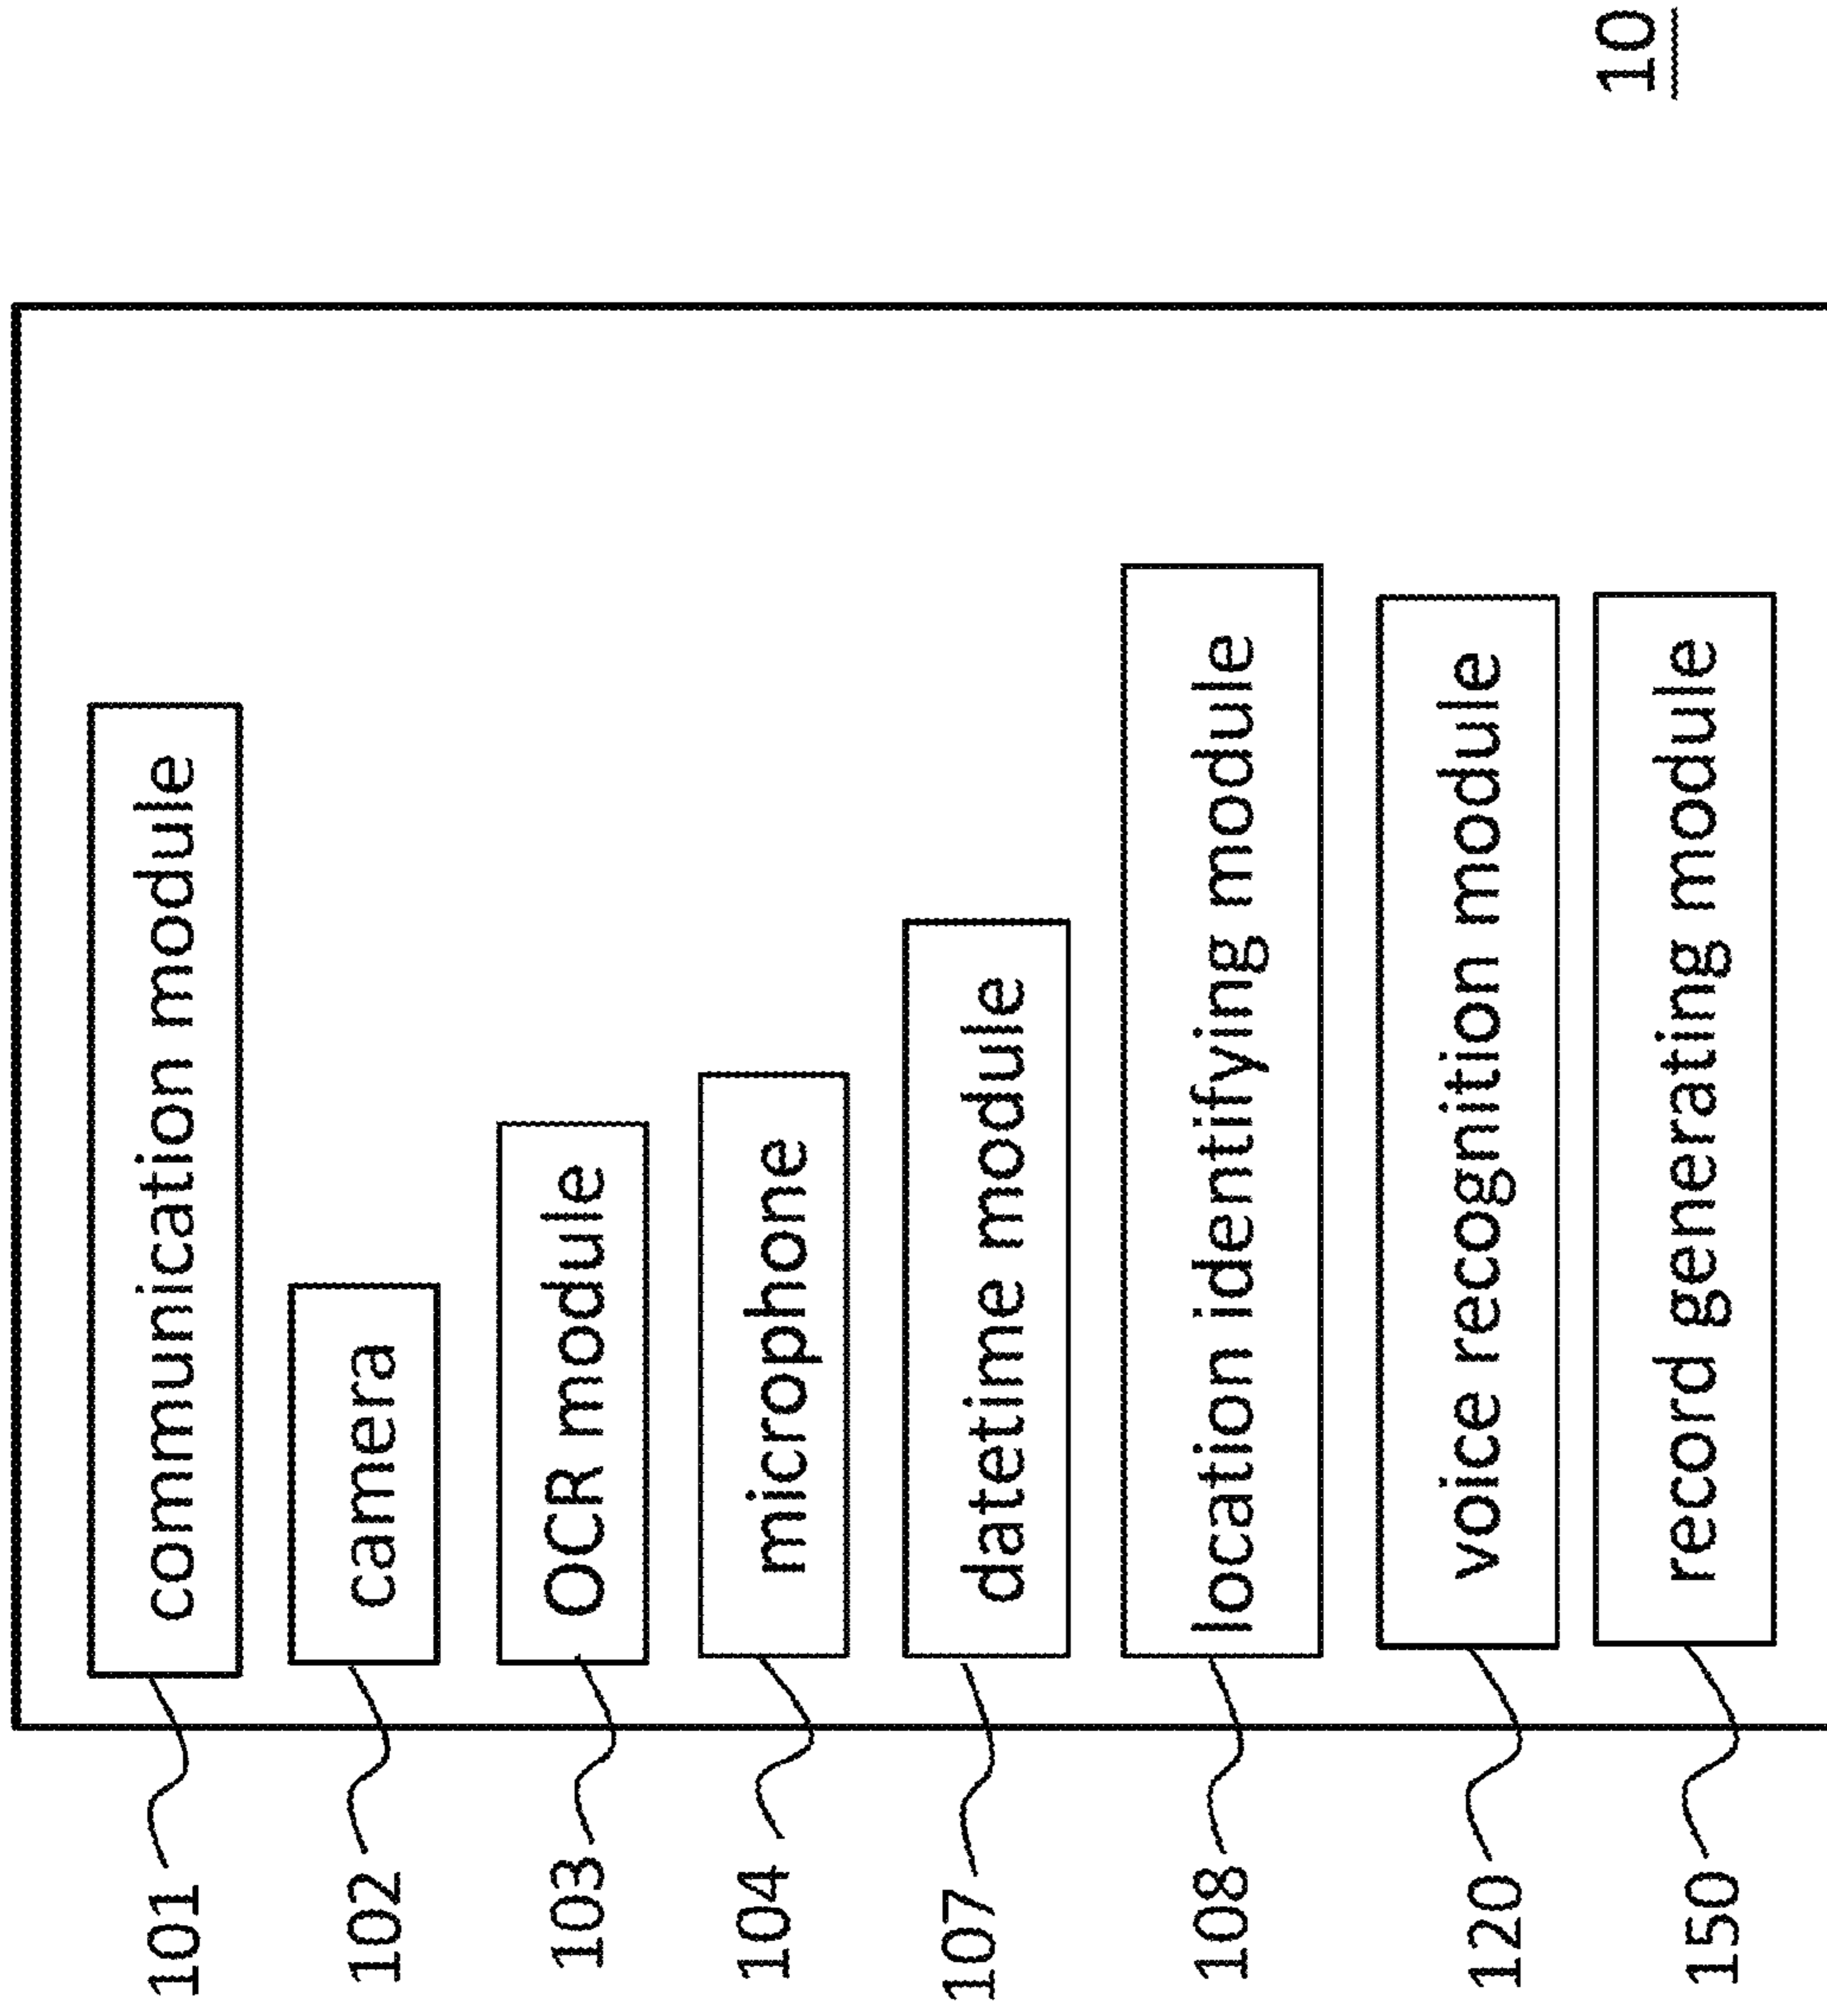 101 communication module
102 camera
103 OCR module
104 microphone
107 datetime module
108 location identifying module
120 voice recognition module
150 record generating module
10